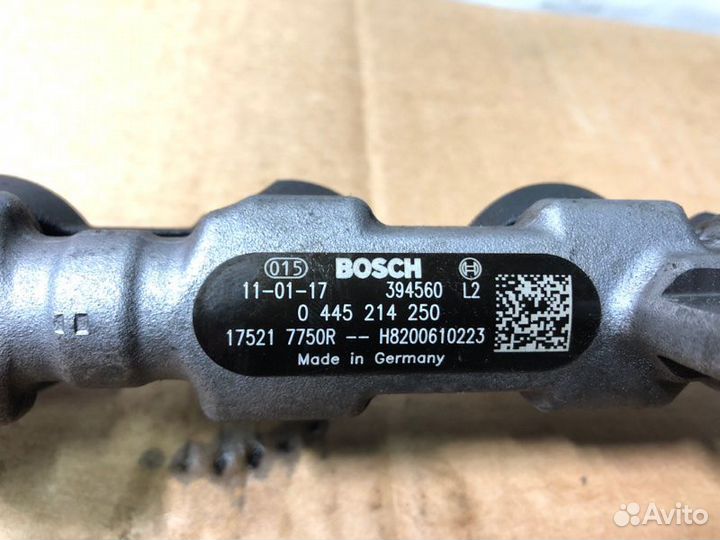 015 BOSCH
11-01-17 394560 L2
0 445 214 250
17521 7750R -- H8200610223
Made in Germany
Avito